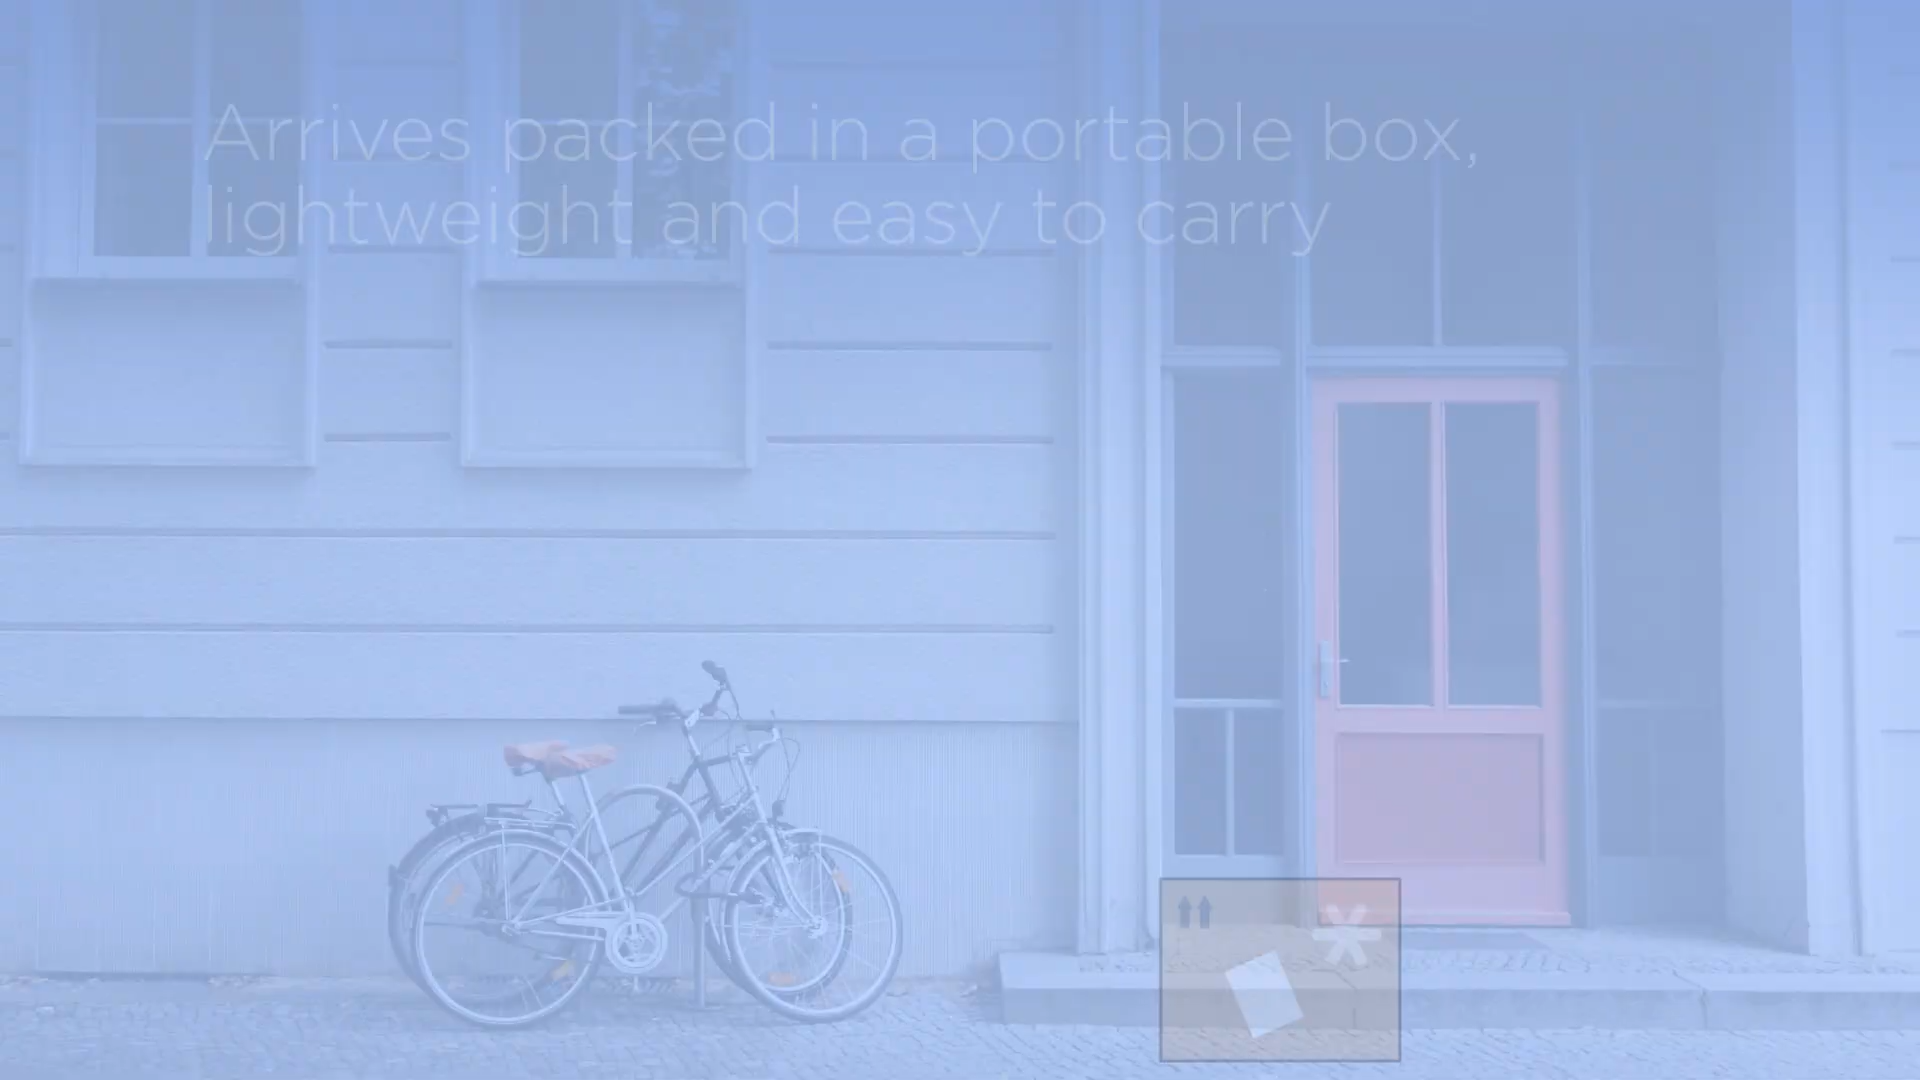 Arrives packed in a portable box,
lightweight and easy to carry